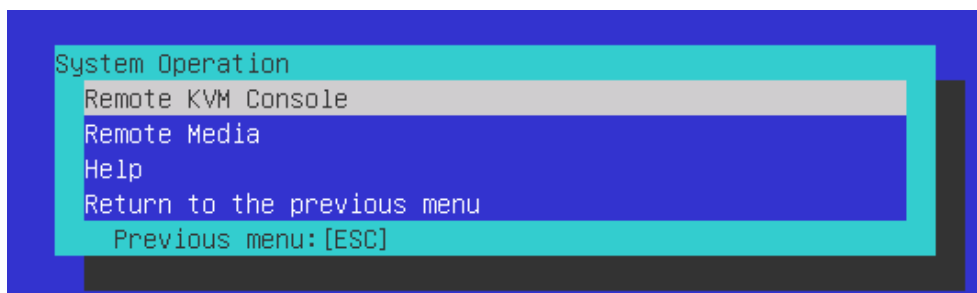 System Operation
Remote KVM Console
Remote Media
Help
Return to the previous menu
Previous menu:[ESC]